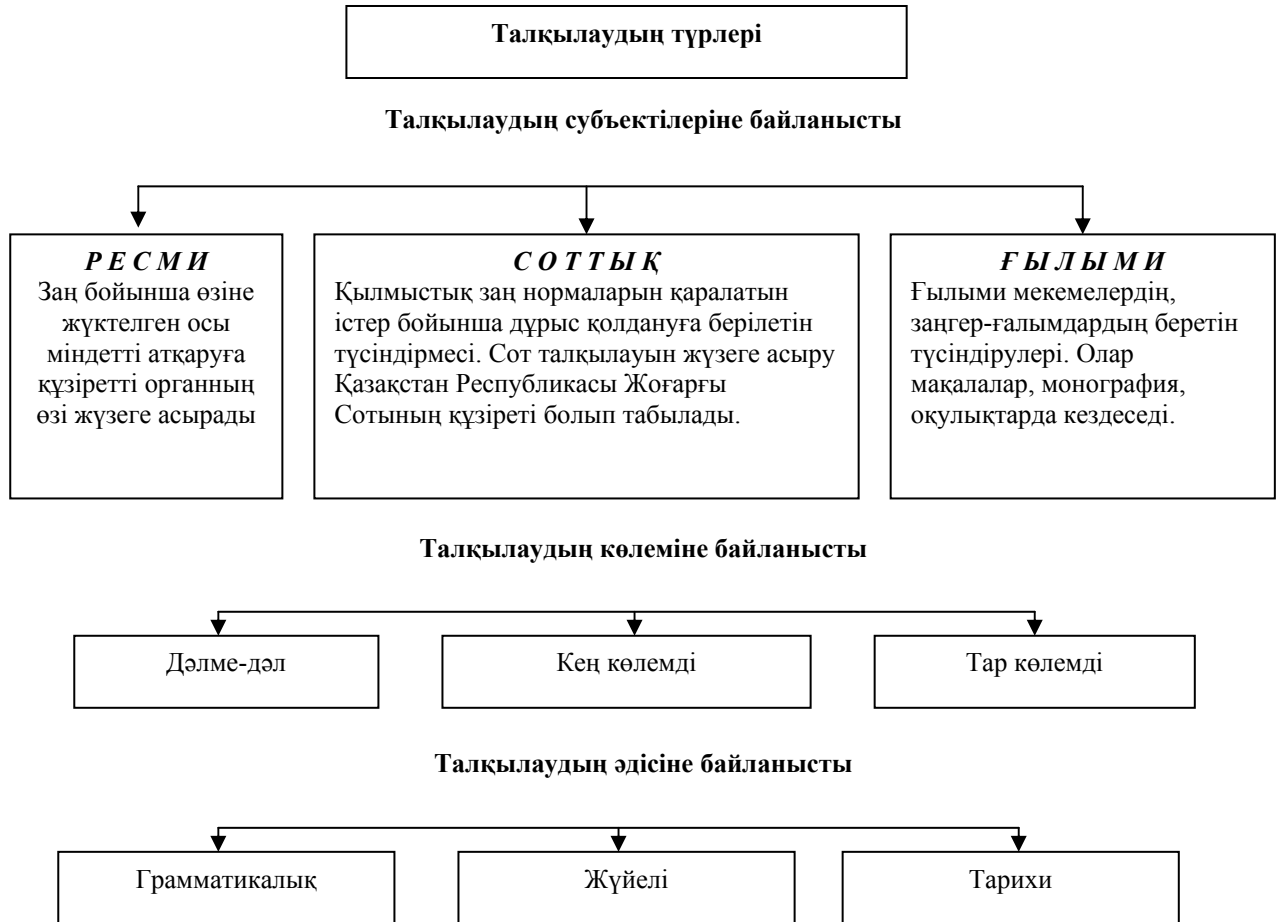 Талқылаудың түрлері
Талқылаудың субъектілеріне байланысты
Р Е С М И
Заң бойынша өзіне
жүктелген осы
міндетті атқаруға
құзіретті органның
өзі жүзеге асырады
С О Т Т Ы Қ
Қылмыстық заң нормаларын қаралатын
істер бойынша дұрыс қолдануға берілетін
түсіндірмесі. Сот талқылауын жүзеге асыру
Қазақстан Республикасы Жоғарғы
Сотының құзіреті болып табылады.
Ғ Ы Л Ы М И
Ғылыми мекемелердің,
заңгер-ғалымдардың беретін
түсіндірулері. Олар
мақалалар, монография,
оқулықтарда кездеседі.
Талқылаудың көлеміне байланысты
Дәлме-дәл
Кең көлемді
Тар көлемді
Талқылаудың әдісіне байланысты
Грамматикалық
Жүйелі
Тарихи